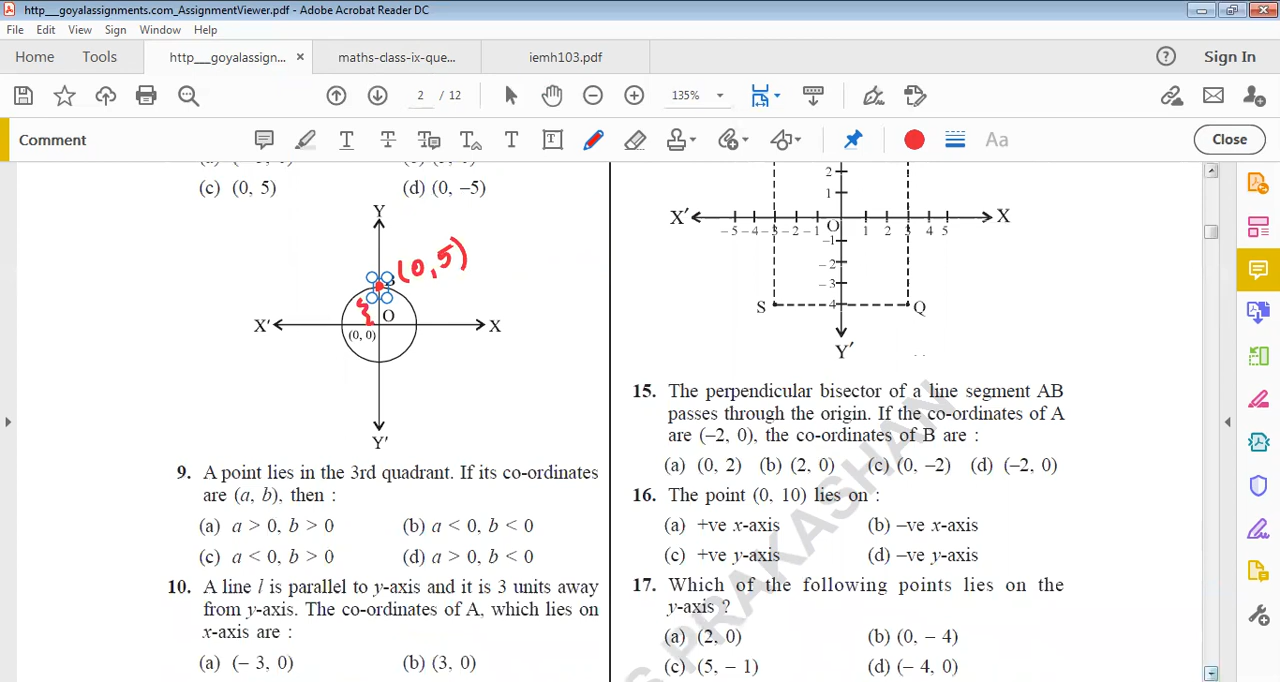 http___goyalassignments.com_AssignmentViewer.pdf - Adobe Acrobat Reader DC
File Edit View Sign Window Help
Home Tools http___goyalassign... × maths-class-ix-que... iemh103.pdf ? Sign In
2 / 12 135%
Comment Aa Close
(c) (0, 5) (d) (0, –5)
Y
(0, 5)
O
X′ X
(0, 0)
Y′
9. A point lies in the 3rd quadrant. If its co-ordinates
are (a, b), then :
(a) a > 0, b > 0 (b) a < 0, b < 0
(c) a < 0, b > 0 (d) a > 0, b < 0
10. A line l is parallel to y-axis and it is 3 units away
from y-axis. The co-ordinates of A, which lies on
x-axis are :
(a) (– 3, 0) (b) (3, 0)
2
1
X′ O X
–5 –4 –3 –2 –1 1 2 3 4 5
–1
–2
–3
S –4 Q
Y′
15. The perpendicular bisector of a line segment AB
passes through the origin. If the co-ordinates of A
are (–2, 0), the co-ordinates of B are :
(a) (0, 2) (b) (2, 0) (c) (0, –2) (d) (–2, 0)
16. The point (0, 10) lies on :
(a) +ve x-axis (b) –ve x-axis
(c) +ve y-axis (d) –ve y-axis
17. Which of the following points lies on the
y-axis ?
(a) (2, 0) (b) (0, – 4)
(c) (5, – 1) (d) (– 4, 0)
PRAKASHAN